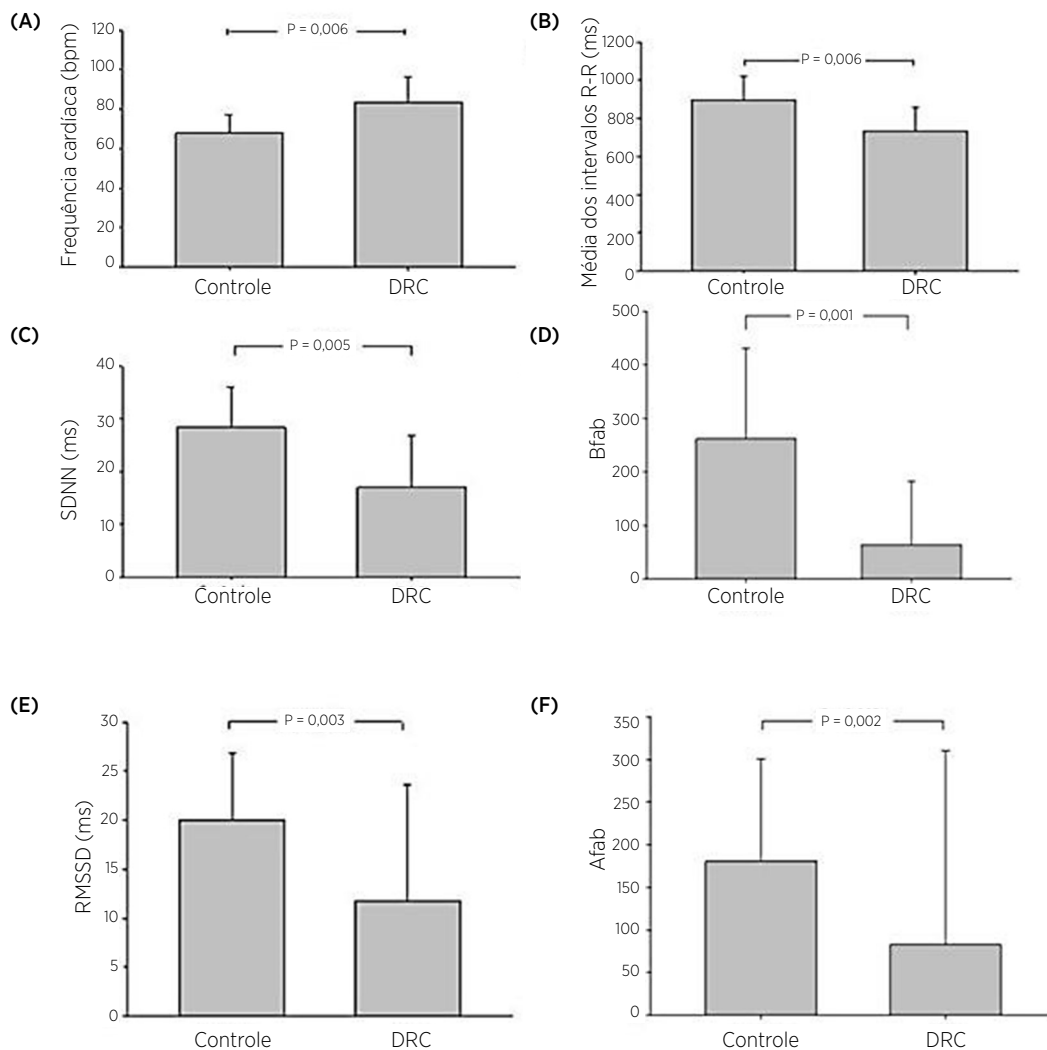 (A)
Frequência cardíaca (bpm)
120
100
80
60
40
20
0
P = 0,006
Controle
DRC
(B)
Média dos intervalos R-R (ms)
1200
1000
808
600
400
200
0
P = 0,006
Controle
DRC
(C)
SDNN (ms)
40
30
20
10
0
P = 0,005
Controle
DRC
(D)
Bfab
500
400
300
200
100
0
P = 0,001
Controle
DRC
(E)
RMSSD (ms)
30
25
20
15
10
5
0
P = 0,003
Controle
DRC
(F)
Afab
350
300
250
200
150
100
50
0
P = 0,002
Controle
DRC